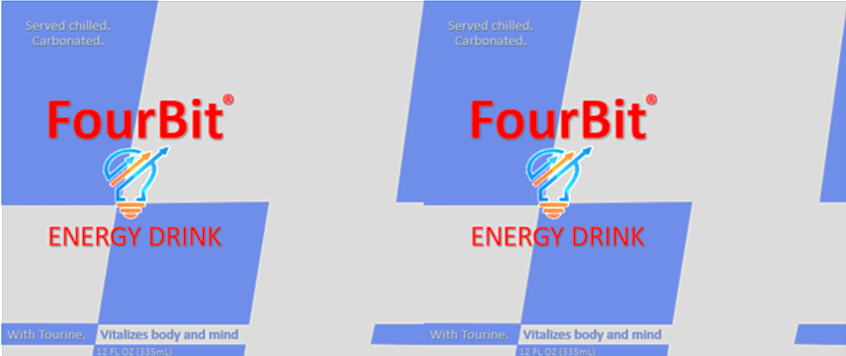 Served chilled.
Carbonated.
FourBit®
ENERGY DRINK
With Tourine. Vitalizes body and mind
12 FL OZ (335mL)
Served chilled.
Carbonated.
FourBit®
ENERGY DRINK
With Tourine. Vitalizes body and mind
12 FL OZ (335mL)